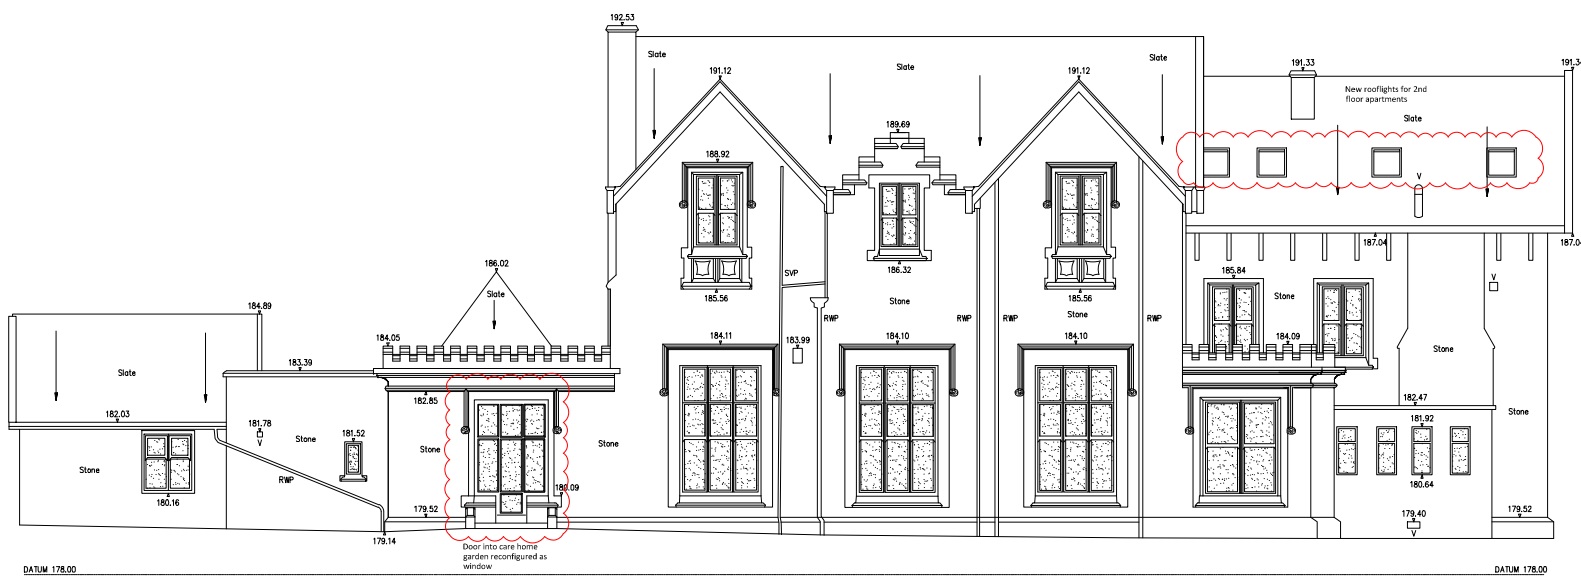 192.53
Slate
191.12
Slate
191.12
Slate
191.33
191.3
New rooflights for 2nd
floor apartments
Slate
189.69
188.92
V
187.04
187.0
186.32
185.84
V
SVP
185.56
185.56
Stone
Stone
Stone
186.02
Slate
184.89
184.05
184.11
183.99
RWP
184.10
RWP
RWP
184.10
RWP
184.09
Stone
183.39
Slate
182.85
182.03
182.47
181.92
Stone
181.78
V
Stone
181.52
Stone
Stone
Stone
RWP
180.16
180.09
180.64
179.52
179.40
V
179.52
179.14
Door into care home
garden reconfigured as
window
DATUM 178.00
DATUM 178.00